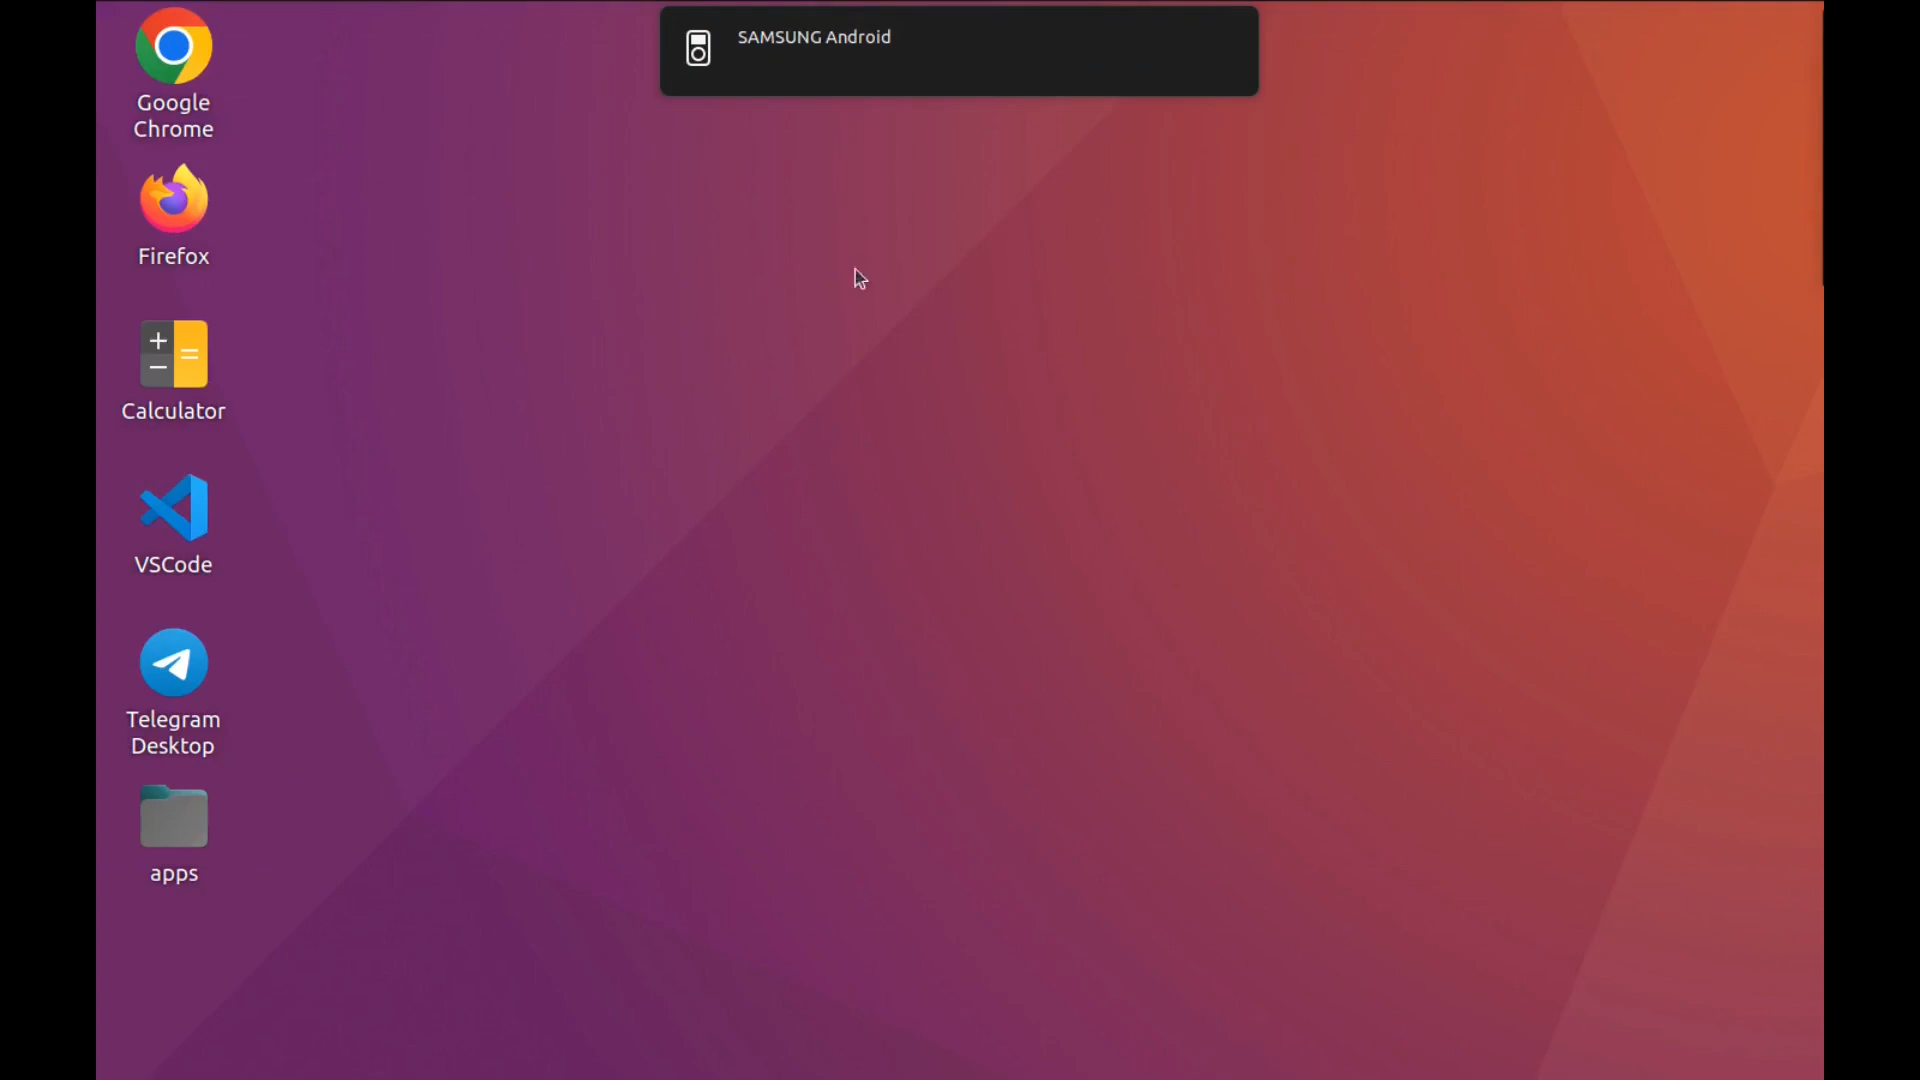 SAMSUNG Android
Google
Chrome
Firefox
Calculator
VSCode
Telegram
Desktop
apps